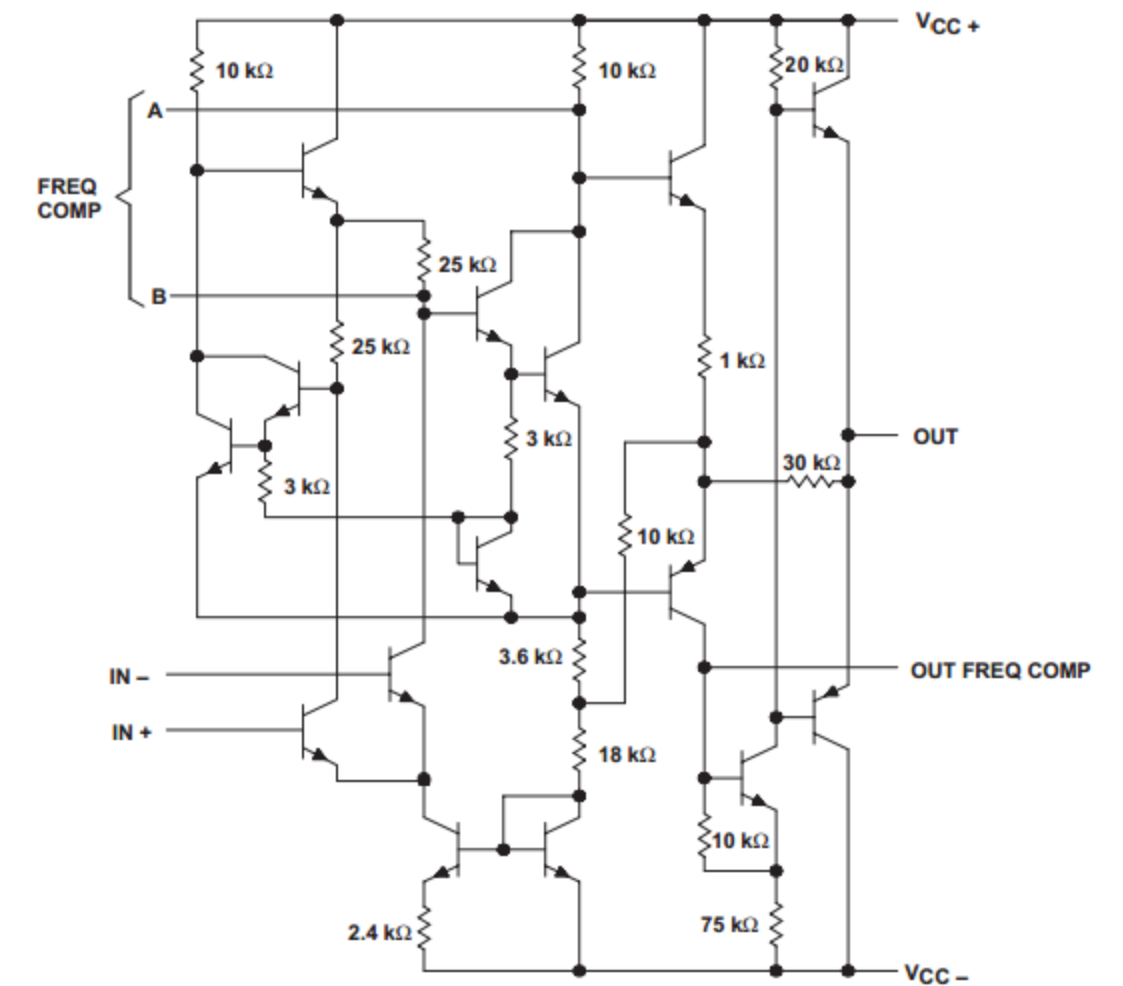 VCC +
10 kΩ
10 kΩ
20 kΩ
A
FREQ
COMP
25 kΩ
B
25 kΩ
1 kΩ
OUT
3 kΩ
30 kΩ
3 kΩ
10 kΩ
3.6 kΩ
OUT FREQ COMP
IN –
IN +
18 kΩ
10 kΩ
2.4 kΩ
75 kΩ
VCC –